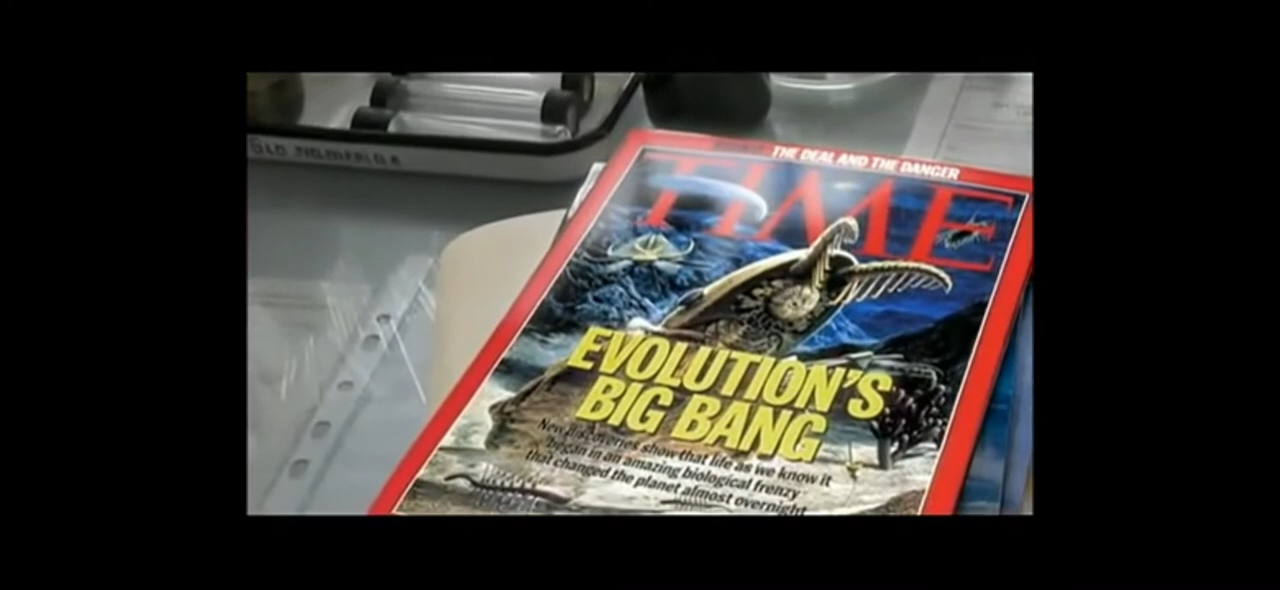 THE DEAL AND THE DANGER
TIME
EVOLUTION'S
BIG BANG
New discoveries show that life as we know it
began in an amazing biological frenzy
that changed the planet almost overnight